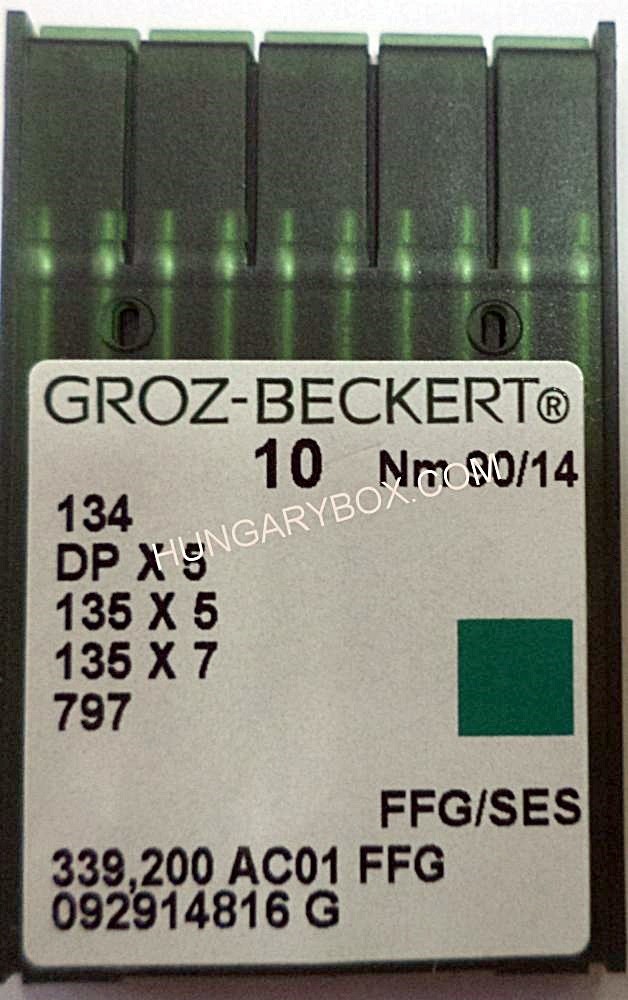 GROZ-BECKERT®
10 Nm 90/14
134
DP X 5
135 X 5
135 X 7
797
HUNGARYBOX.COM
FFG/SES
339,200 AC01 FFG
092914816 G